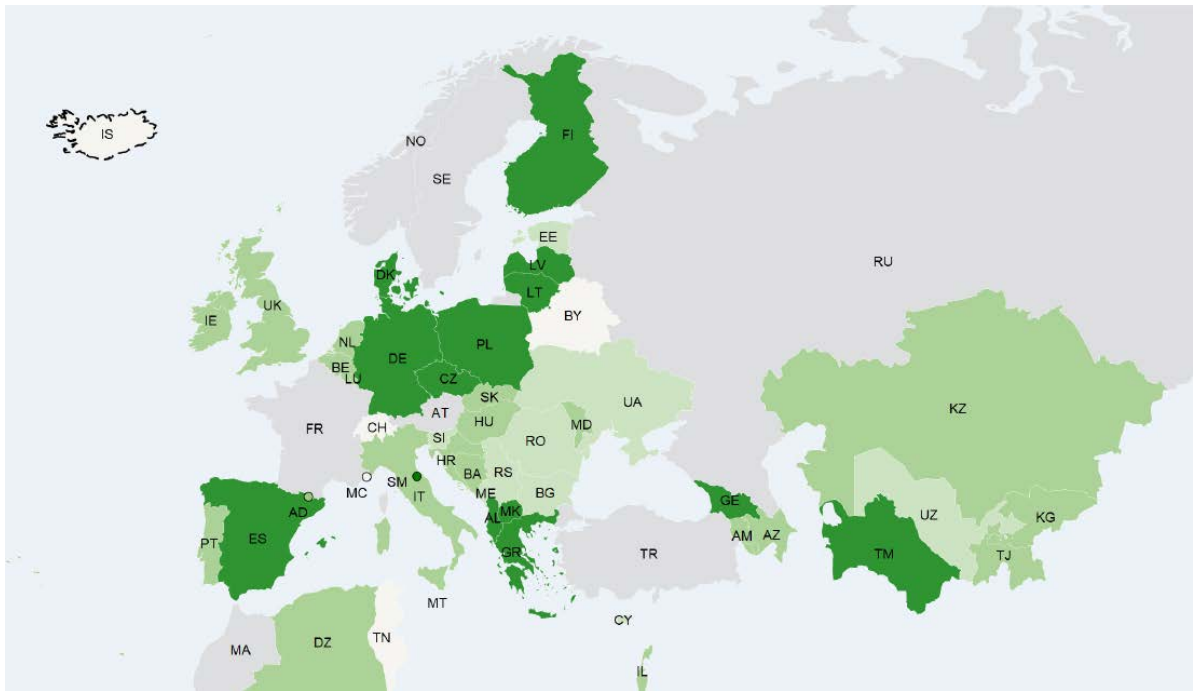 IS
FI
NO
SE
EE
RU
LV
DK
LT
UK
BY
IE
NL
PL
DE
BE
LU
CZ
SK
UA
KZ
AT
HU
MD
FR
CH
SI
RO
HR
BA
RS
MC
SM
IT
ME
BG
AD
MK
GE
AL
KG
UZ
PT
ES
AM
AZ
GR
TR
TM
TJ
MT
CY
TN
DZ
MA
IL